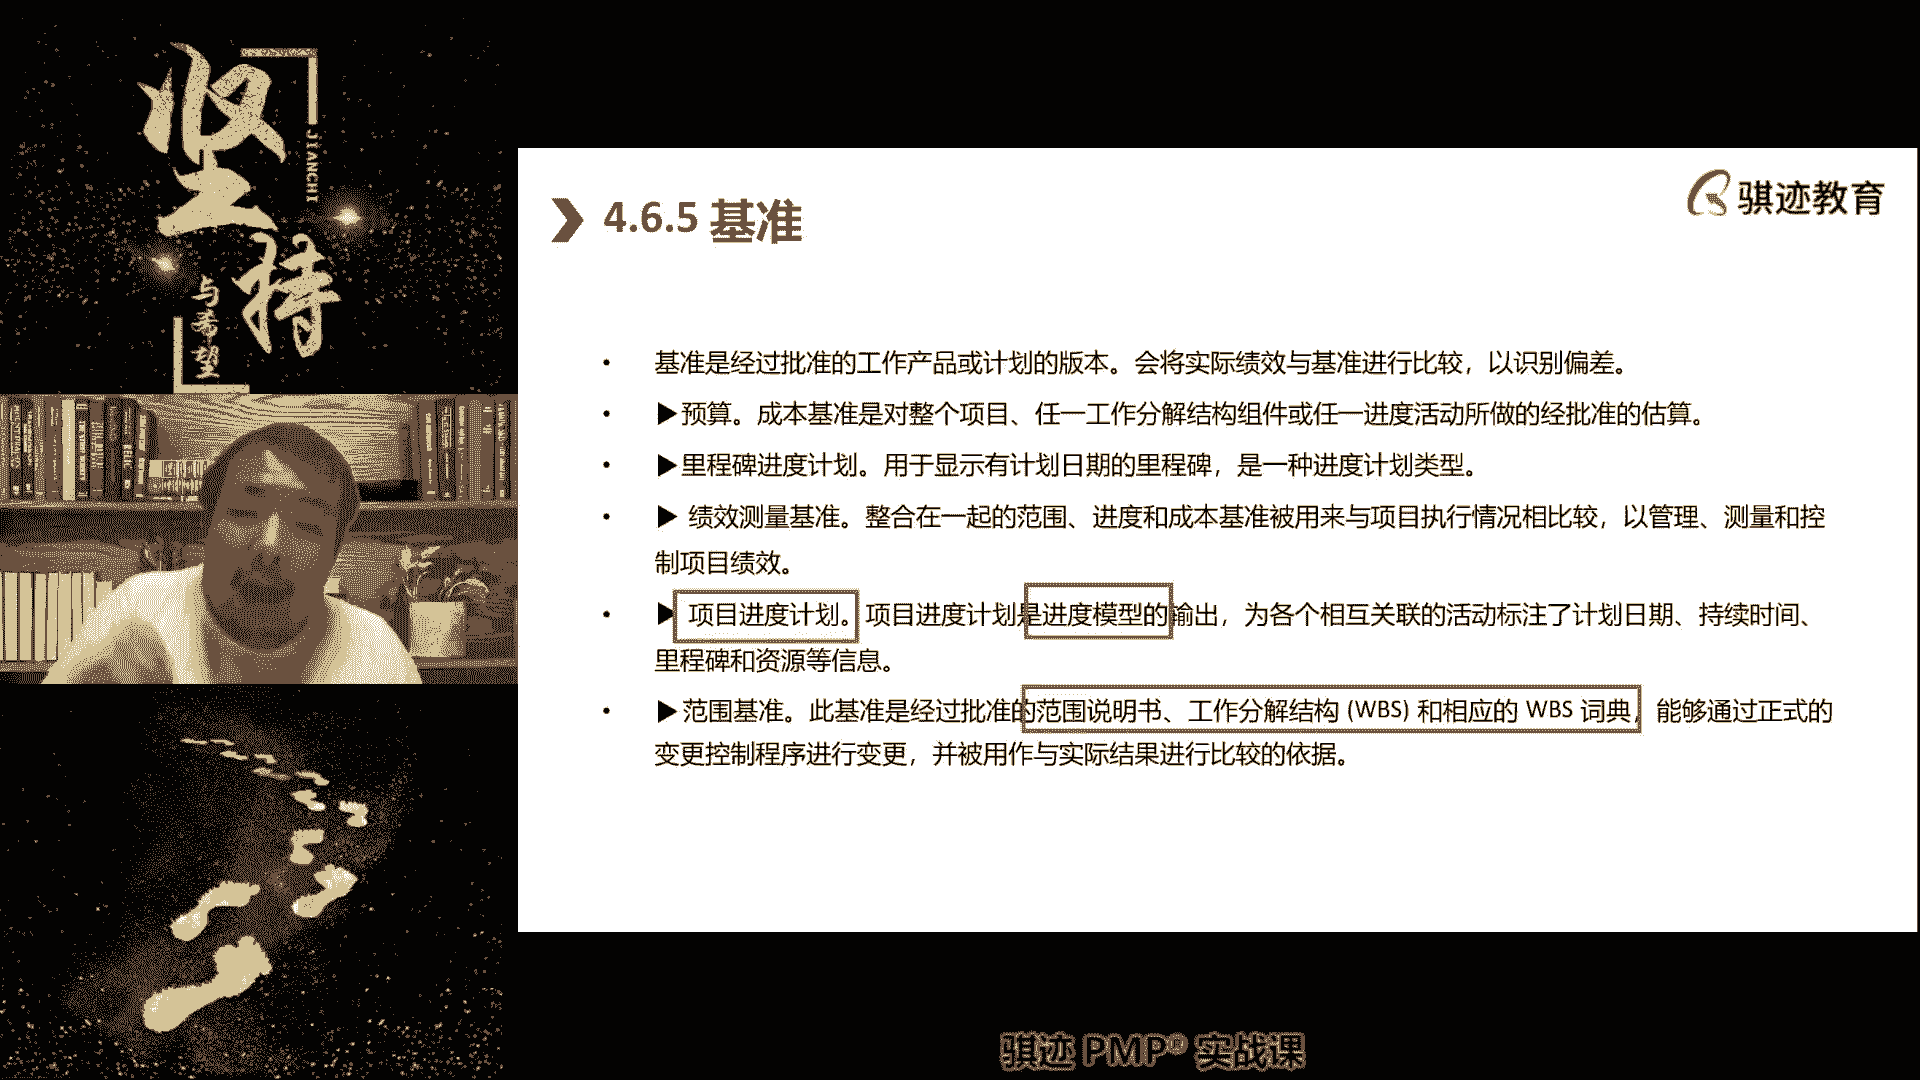 坚持
JIANCHI
与希望
骐迹教育
4.6.5 基准
• 基准是经过批准的工作产品或计划的版本。会将实际绩效与基准进行比较，以识别偏差。
• ▶预算。成本基准是对整个项目、任一工作分解结构组件或任一进度活动所做的经批准的估算。
• ▶里程碑进度计划。用于显示有计划日期的里程碑，是一种进度计划类型。
• ▶ 绩效测量基准。整合在一起的范围、进度和成本基准被用来与项目执行情况相比较，以管理、测量和控
制项目绩效。
• ▶ 项目进度计划。项目进度计划是进度模型的输出，为各个相互关联的活动标注了计划日期、持续时间、
里程碑和资源等信息。
• ▶范围基准。此基准是经过批准的范围说明书、工作分解结构 (WBS) 和相应的 WBS 词典，能够通过正式的
变更控制程序进行变更，并被用作与实际结果进行比较的依据。
骐迹 PMP® 实战课